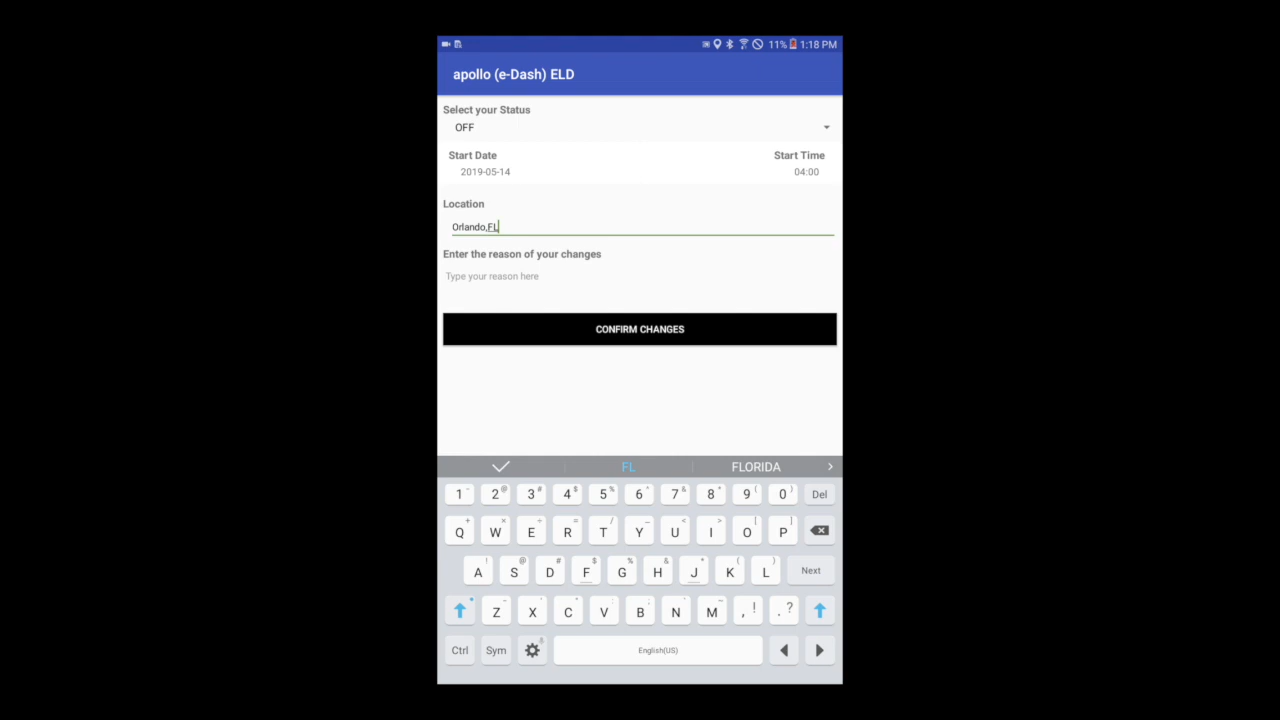 11% 1:18 PM
apollo (e-Dash) ELD
Select your Status
OFF
Start Date Start Time
2019-05-14 04:00
Location
Orlando,FL
Enter the reason of your changes
Type your reason here
CONFIRM CHANGES
FL FLORIDA
1 2 3 4 5 6 7 8 9 0 Del
Q W E R T Y U I O P
A S D F G H J K L Next
Z X C V B N M , ! . ?
Ctrl Sym English(US)